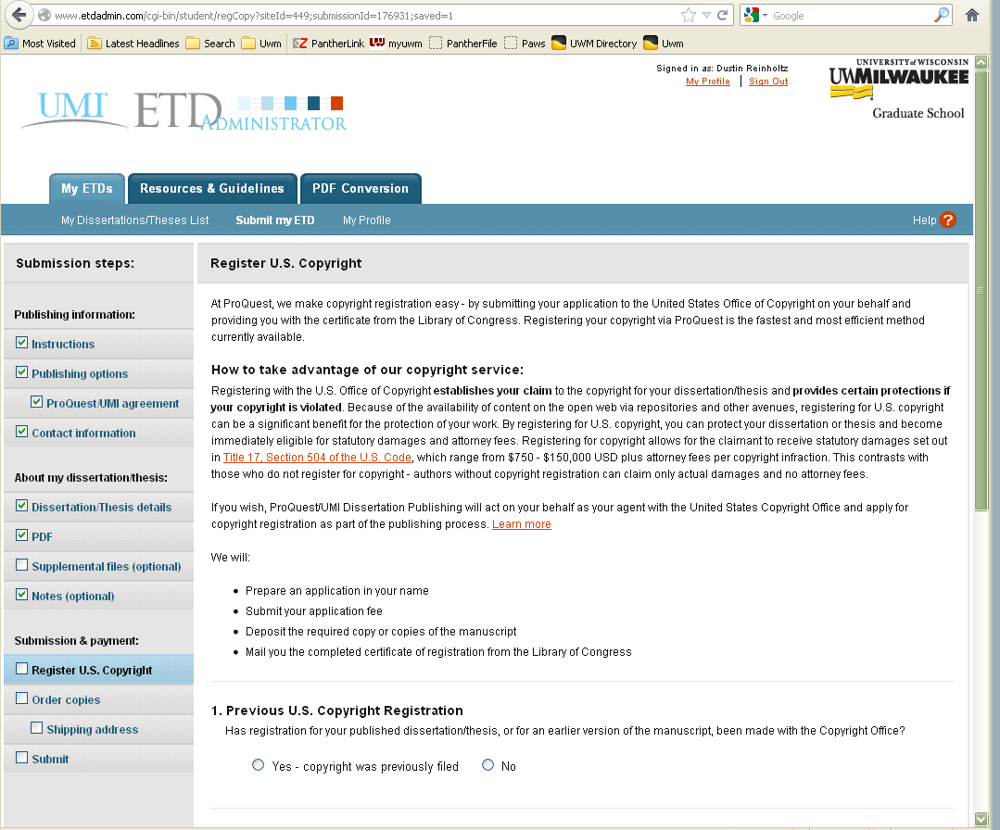 www.etdadmin.com/cgi-bin/student/regCopy?siteId=449;submissionId=176931;saved=1
Google
Most Visited
Latest Headlines
Search
Uwm
PantherLink
myuwm
PantherFile
Paws
UWM Directory
Uwm
UMI® ETD ADMINISTRATOR
Signed in as: Dustin Reinholtz
My Profile | Sign Out
UNIVERSITY of WISCONSIN
UWMILWAUKEE
Graduate School
My ETDs
Resources & Guidelines
PDF Conversion
My Dissertations/Theses List
Submit my ETD
My Profile
Help ?
Submission steps:
Publishing information:
Instructions
Publishing options
ProQuest/UMI agreement
Contact information
About my dissertation/thesis:
Dissertation/Thesis details
PDF
Supplemental files (optional)
Notes (optional)
Submission & payment:
Register U.S. Copyright
Order copies
Shipping address
Submit
Register U.S. Copyright
At ProQuest, we make copyright registration easy - by submitting your application to the United States Office of Copyright on your behalf and
providing you with the certificate from the Library of Congress. Registering your copyright via ProQuest is the fastest and most efficient method
currently available.
How to take advantage of our copyright service:
Registering with the U.S. Office of Copyright establishes your claim to the copyright for your dissertation/thesis and provides certain protections if
your copyright is violated. Because of the availability of content on the open web via repositories and other avenues, registering for U.S. copyright
can be a significant benefit for the protection of your work. By registering for U.S. copyright, you can protect your dissertation or thesis and become
immediately eligible for statutory damages and attorney fees. Registering for copyright allows for the claimant to receive statutory damages set out
in Title 17, Section 504 of the U.S. Code, which range from $750 - $150,000 USD plus attorney fees per copyright infraction. This contrasts with
those who do not register for copyright - authors without copyright registration can claim only actual damages and no attorney fees.
If you wish, ProQuest/UMI Dissertation Publishing will act on your behalf as your agent with the United States Copyright Office and apply for
copyright registration as part of the publishing process. Learn more
We will:
• Prepare an application in your name
• Submit your application fee
• Deposit the required copy or copies of the manuscript
• Mail you the completed certificate of registration from the Library of Congress
1. Previous U.S. Copyright Registration
Has registration for your published dissertation/thesis, or for an earlier version of the manuscript, been made with the Copyright Office?
Yes - copyright was previously filed
No